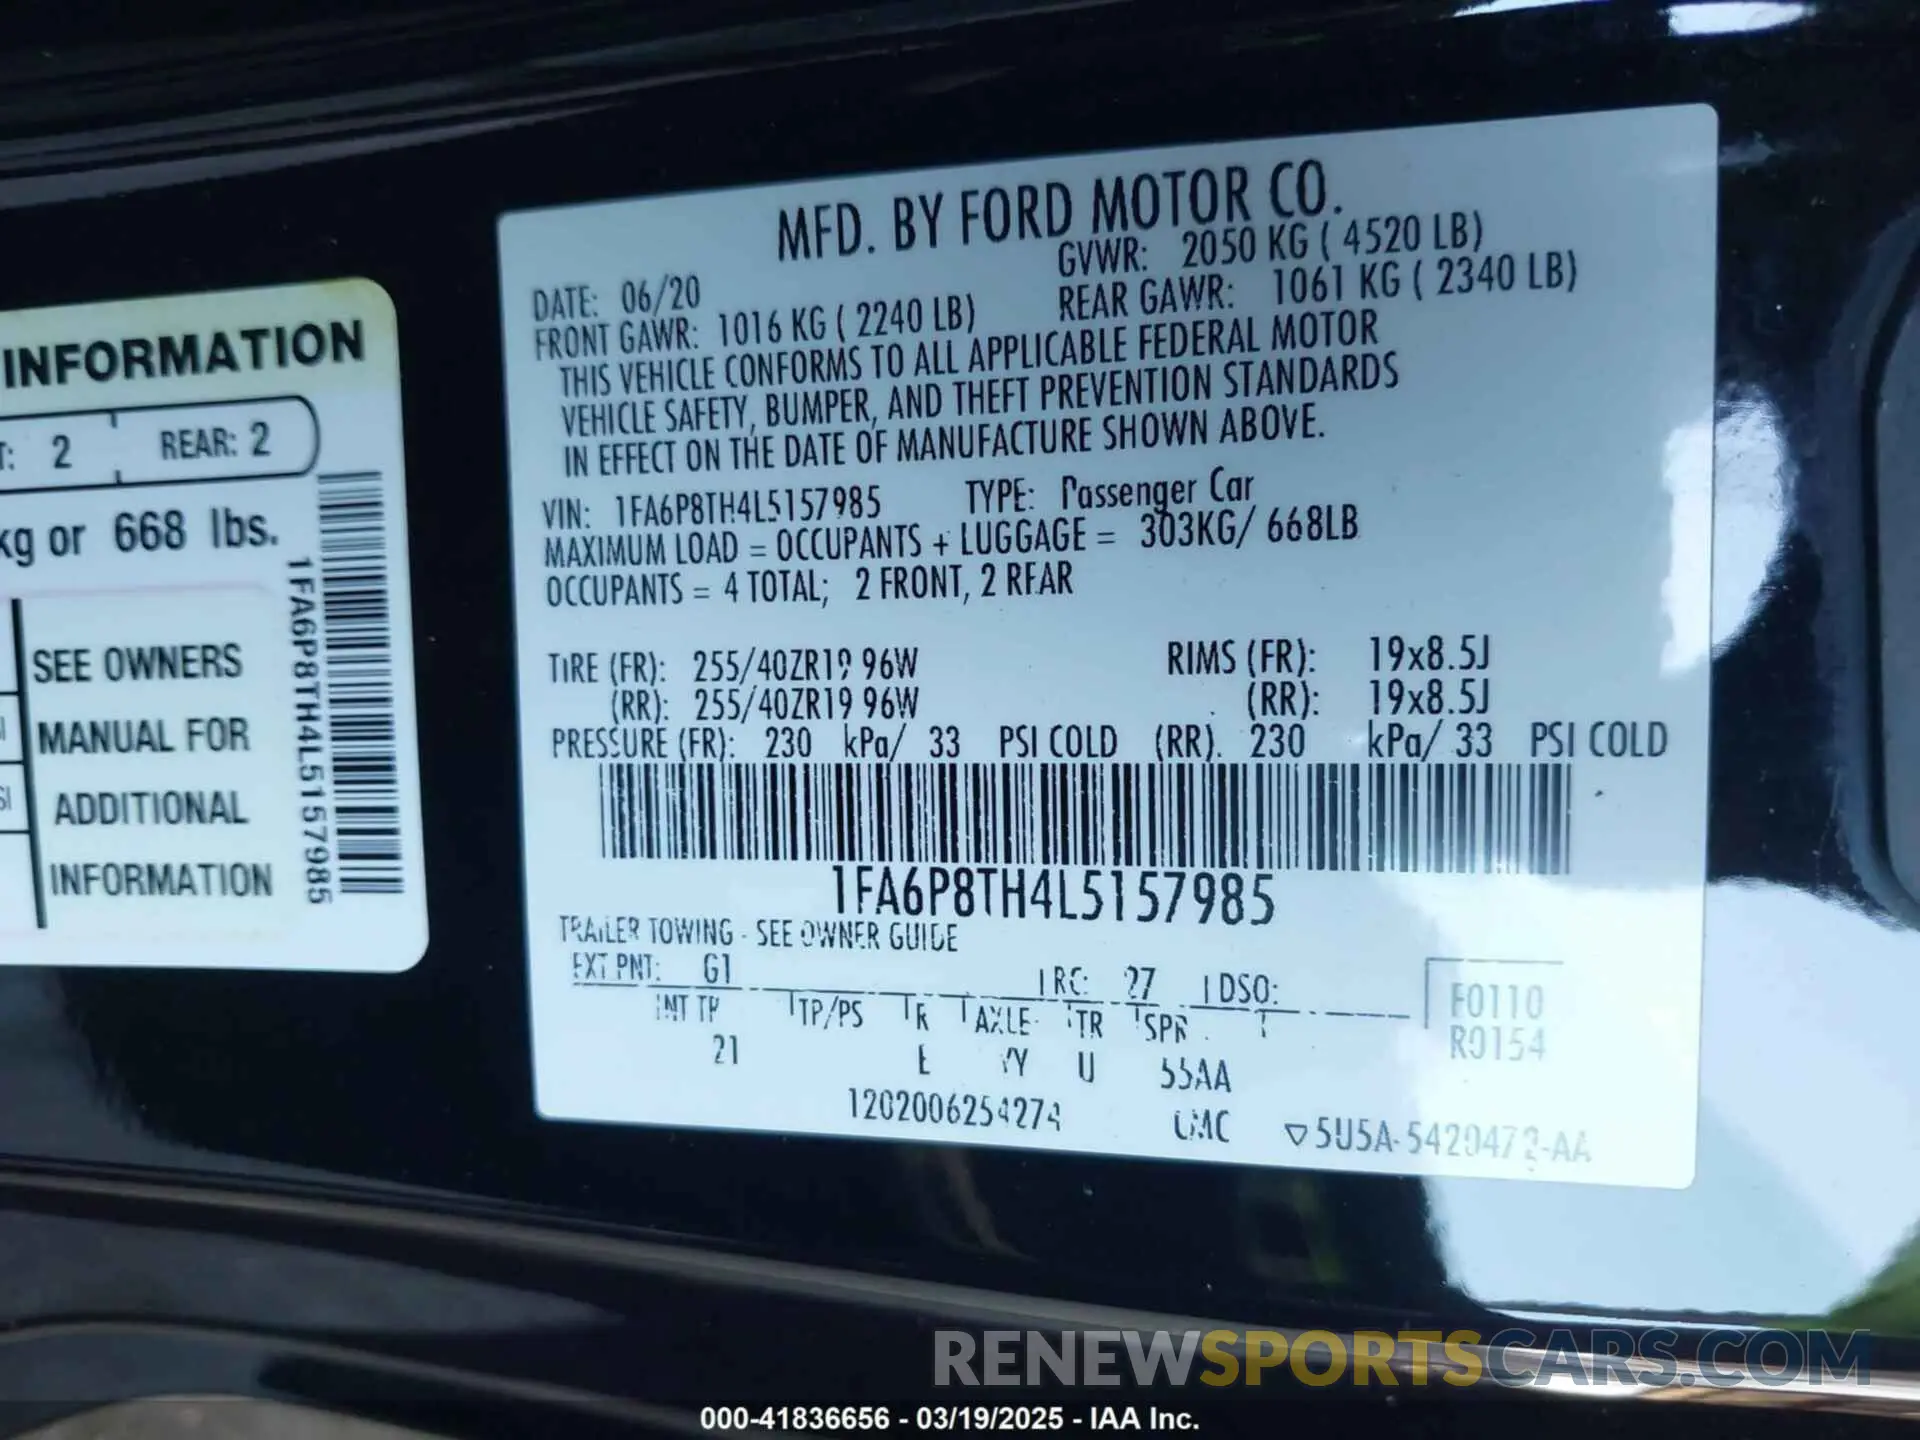 INFORMATION
T: 2 REAR: 2
kg or 668 lbs.
SEE OWNERS
MANUAL FOR
ADDITIONAL
INFORMATION
1FA6P8TH4L5157985
MFD. BY FORD MOTOR CO.
DATE: 06/20 GVWR: 2050 KG ( 4520 LB)
FRONT GAWR: 1016 KG ( 2240 LB) REAR GAWR: 1061 KG ( 2340 LB)
THIS VEHICLE CONFORMS TO ALL APPLICABLE FEDERAL MOTOR
VEHICLE SAFETY, BUMPER, AND THEFT PREVENTION STANDARDS
IN EFFECT ON THE DATE OF MANUFACTURE SHOWN ABOVE.
VIN: 1FA6P8TH4L5157985 TYPE: Passenger Car
MAXIMUM LOAD = OCCUPANTS + LUGGAGE = 303KG/ 668LB
OCCUPANTS = 4 TOTAL; 2 FRONT, 2 REAR
TIRE (FR): 255/40ZR19 96W RIMS (FR): 19x8.5J
(RR): 255/40ZR19 96W (RR): 19x8.5J
PRESSURE (FR): 230 kPa/ 33 PSI COLD (RR): 230 kPa/ 33 PSI COLD
1FA6P8TH4L5157985
TRAILER TOWING - SEE OWNER GUIDE
EXT PNT: G1 RC: 27 DSO:
INT TR TP/PS R AXLE TR SPR
21 E YY U 55AA
F0110
R0154
1202006254274 UMC ▽5U5A-5420472-AA
RENEWSPORTSCARS.COM
000-41836656 - 03/19/2025 - IAA Inc.